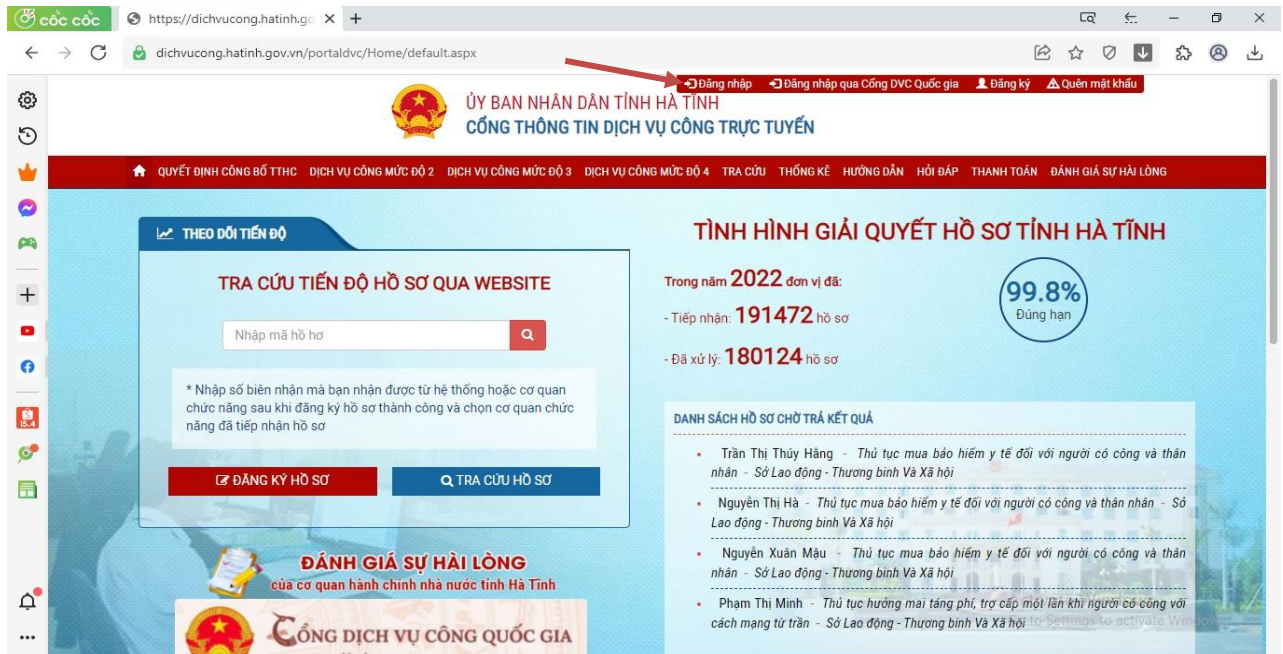 cốc cốc
https://dichvucong.hatinh.go
dichvucong.hatinh.gov.vn/portaldvc/Home/default.aspx
Đăng nhập Đăng nhập qua Cổng DVC Quốc gia Đăng ký Quên mật khẩu
ỦY BAN NHÂN DÂN TỈNH HÀ TĨNH
CỔNG THÔNG TIN DỊCH VỤ CÔNG TRỰC TUYẾN
QUYẾT ĐỊNH CÔNG BỐ TTHC DỊCH VỤ CÔNG MỨC ĐỘ 2 DỊCH VỤ CÔNG MỨC ĐỘ 3 DỊCH VỤ CÔNG MỨC ĐỘ 4 TRA CỨU THỐNG KÊ HƯỚNG DẪN HỎI ĐÁP THANH TOÁN ĐÁNH GIÁ SỰ HÀI LÒNG
THEO DÕI TIẾN ĐỘ
TRA CỨU TIẾN ĐỘ HỒ SƠ QUA WEBSITE
Nhập mã hồ hơ
* Nhập số biên nhận mà bạn nhận được từ hệ thống hoặc cơ quan
chức năng sau khi đăng ký hồ sơ thành công và chọn cơ quan chức
năng đã tiếp nhận hồ sơ
ĐĂNG KÝ HỒ SƠ
TRA CỨU HỒ SƠ
ĐÁNH GIÁ SỰ HÀI LÒNG
của cơ quan hành chính nhà nước tỉnh Hà Tĩnh
CỔNG DỊCH VỤ CÔNG QUỐC GIA
TÌNH HÌNH GIẢI QUYẾT HỒ SƠ TỈNH HÀ TĨNH
Trong năm 2022 đơn vị đã:
- Tiếp nhận: 191472 hồ sơ
- Đã xử lý: 180124 hồ sơ
99.8%
Đúng hạn
DANH SÁCH HỒ SƠ CHỜ TRẢ KẾT QUẢ
Trần Thị Thúy Hằng - Thủ tục mua bảo hiểm y tế đối với người có công và thân
nhân - Sở Lao động - Thương binh Và Xã hội
Nguyễn Thị Hà - Thủ tục mua bảo hiểm y tế đối với người có công và thân nhân - Sở
Lao động - Thương binh Và Xã hội
Nguyễn Xuân Mậu - Thủ tục mua bảo hiểm y tế đối với người có công và thân
nhân - Sở Lao động - Thương binh Và Xã hội
Phạm Thị Minh - Thủ tục hưởng mai táng phí, trợ cấp một lần khi người có công với
cách mạng từ trần - Sở Lao động - Thương binh Và Xã hội
to Settings to activate Windows